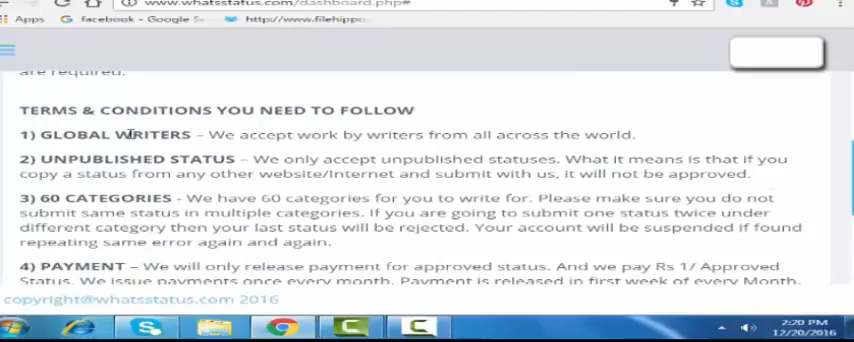 www.whatsstatus.com/dashboard.php#
Apps
facebook - Google Se
http://www.filehippo.
are required.
TERMS & CONDITIONS YOU NEED TO FOLLOW
1) GLOBAL WRITERS – We accept work by writers from all across the world.
2) UNPUBLISHED STATUS – We only accept unpublished statuses. What it means is that if you
copy a status from any other website/Internet and submit with us, it will not be approved.
3) 60 CATEGORIES - We have 60 categories for you to write for. Please make sure you do not
submit same status in multiple categories. If you are going to submit one status twice under
different category then your last status will be rejected. Your account will be suspended if found
repeating same error again and again.
4) PAYMENT – We will only release payment for approved status. And we pay Rs 1/ Approved
Status. We issue payments once every month. Payment is released in first week of every Month.
copyright@whatsstatus.com 2016
2:20 PM
12/20/2016